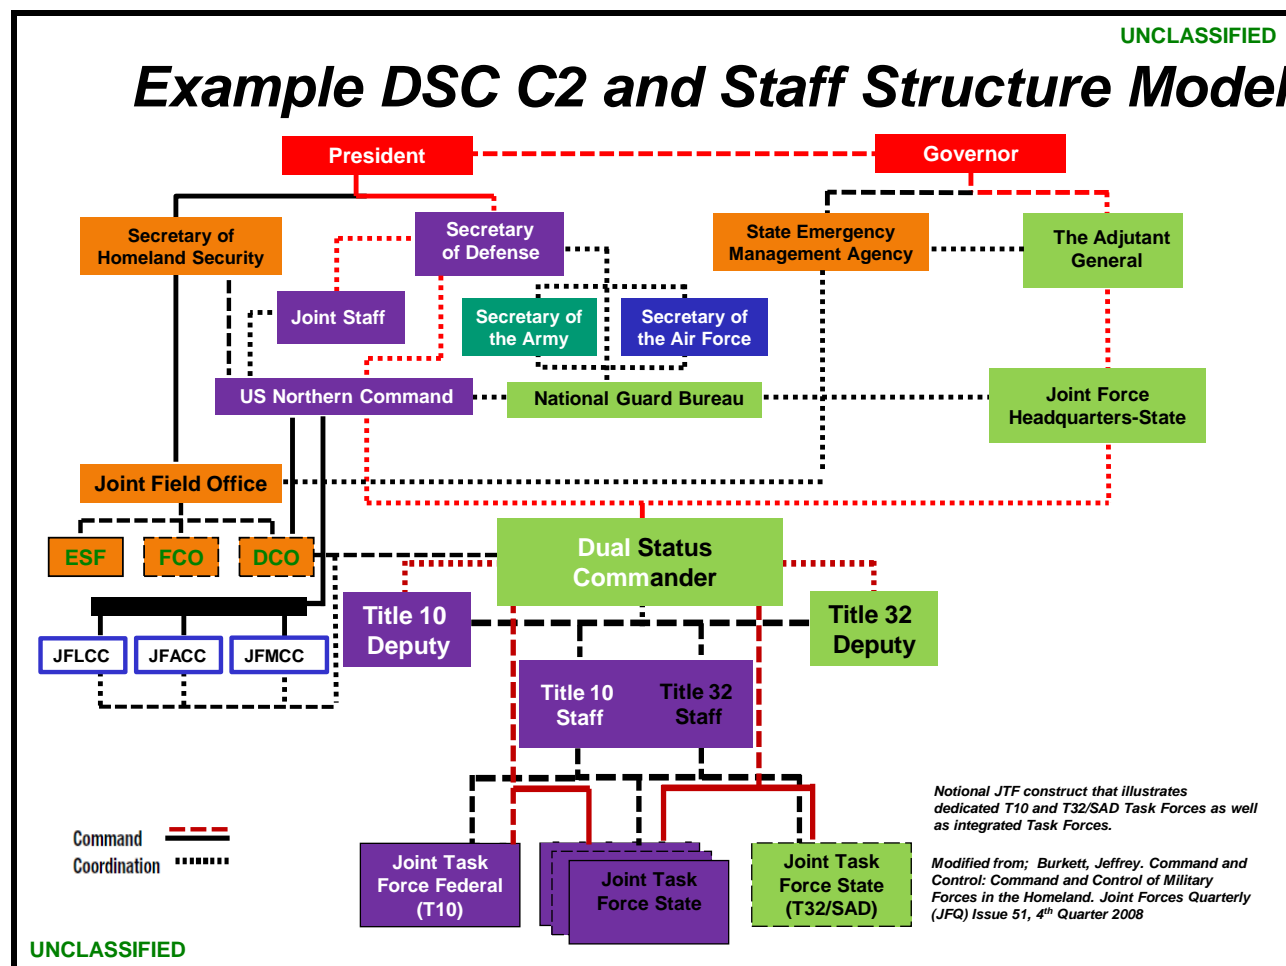 UNCLASSIFIED
Example DSC C2 and Staff Structure Model
President
Governor
Secretary of
Homeland Security
Secretary
of Defense
State Emergency
Management Agency
The Adjutant
General
Joint Staff
Secretary of
the Army
Secretary of
the Air Force
US Northern Command
National Guard Bureau
Joint Force
Headquarters-State
Joint Field Office
ESF
FCO
DCO
Dual Status
Commander
Title 10
Deputy
Title 32
Deputy
JFLCC
JFACC
JFMCC
Title 10
Staff
Title 32
Staff
Notional JTF construct that illustrates
dedicated T10 and T32/SAD Task Forces as well
as integrated Task Forces.
Command
Coordination
Joint Task
Force Federal
(T10)
Joint Task
Force State
Joint Task
Force State
(T32/SAD)
Modified from; Burkett, Jeffrey. Command and
Control: Command and Control of Military
Forces in the Homeland. Joint Forces Quarterly
(JFQ) Issue 51, 4th Quarter 2008
UNCLASSIFIED